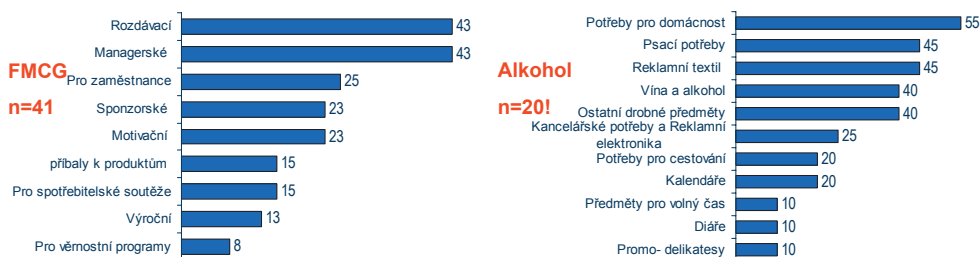 Rozdávací 43
Managerské 43
FMCG
Pro zaměstnance 25
n=41
Sponzorské 23
Motivační 23
příbaly k produktům 15
Pro spotřebitelské soutěže 15
Výroční 13
Pro věrnostní programy 8
Potřeby pro domácnost 55
Psací potřeby 45
Alkohol
Reklamní textil 45
Vína a alkohol 40
n=20!
Ostatní drobné předměty 40
Kancelářské potřeby a Reklamní
elektronika 25
Potřeby pro cestování 20
Kalendáře 20
Předměty pro volný čas 10
Diáře 10
Promo- delikatesy 10